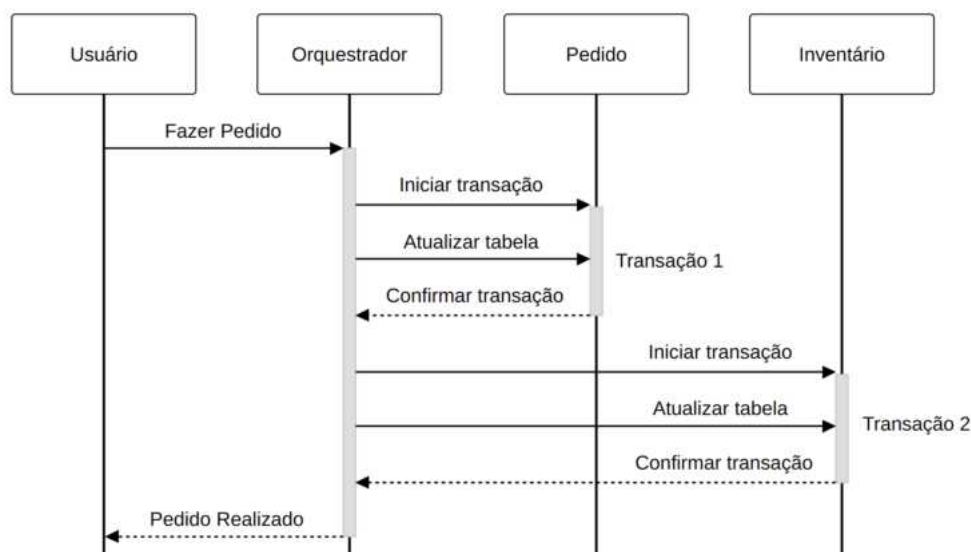 Usuário
Orquestrador
Pedido
Inventário
Fazer Pedido
Iniciar transação
Atualizar tabela
Transação 1
Confirmar transação
Iniciar transação
Atualizar tabela
Transação 2
Confirmar transação
Pedido Realizado